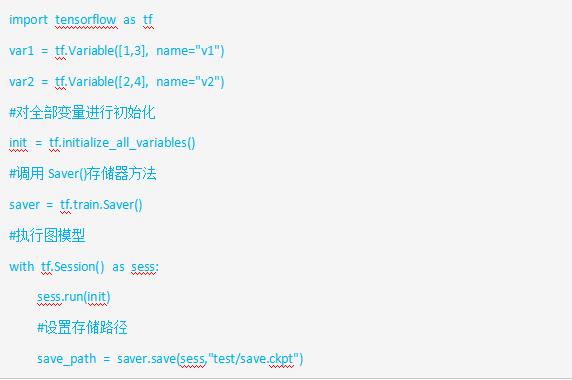 import tensorflow as tf
var1 = tf.Variable([1,3], name="v1")
var2 = tf.Variable([2,4], name="v2")
#对全部变量进行初始化
init = tf.initialize_all_variables()
#调用 Saver()存储器方法
saver = tf.train.Saver()
#执行图模型
with tf.Session() as sess:
    sess.run(init)
    #设置存储路径
    save_path = saver.save(sess,"test/save.ckpt")